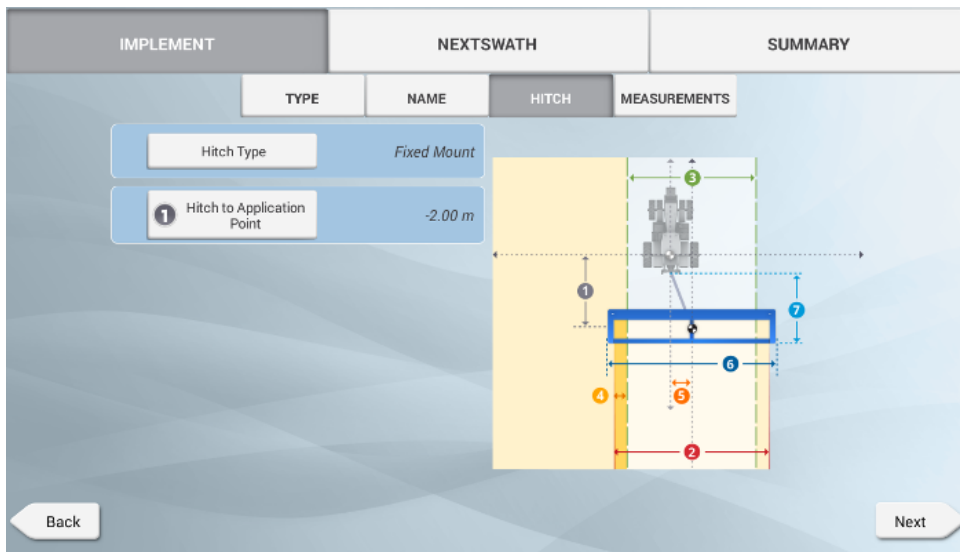 IMPLEMENT NEXTSWATH SUMMARY
TYPE NAME HITCH MEASUREMENTS
Hitch Type Fixed Mount
1 Hitch to Application
Point
-2.00 m
3
1
7
6
4 5
2
Back Next